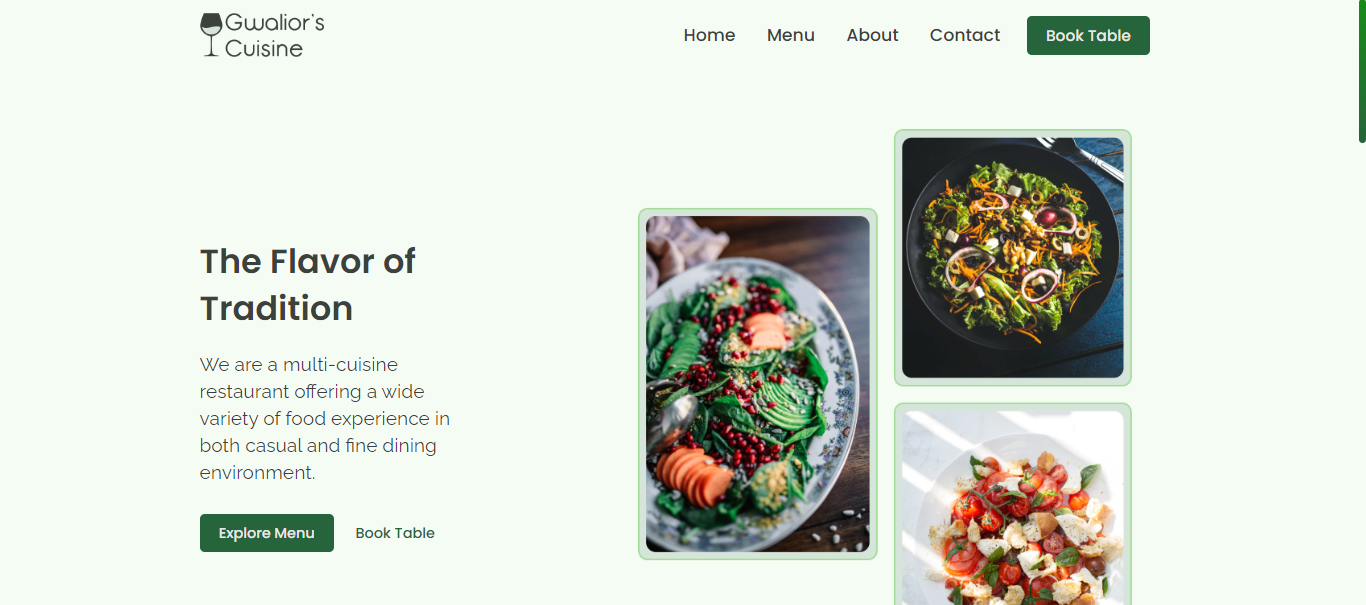 Gwalior's
Cuisine
Home Menu About Contact Book Table
The Flavor of
Tradition
We are a multi-cuisine
restaurant offering a wide
variety of food experience in
both casual and fine dining
environment.
Explore Menu Book Table